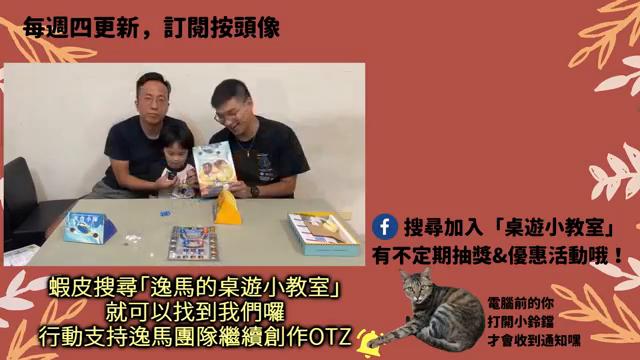 每週四更新，訂閱按頭像
搜尋加入「桌遊小教室」
有不定期抽獎&優惠活動哦！
蝦皮搜尋｢逸馬的桌遊小教室｣
就可以找到我們囉
行動支持逸馬團隊繼續創作OTZ
電腦前的你
打開小鈴鐺
才會收到通知嘿